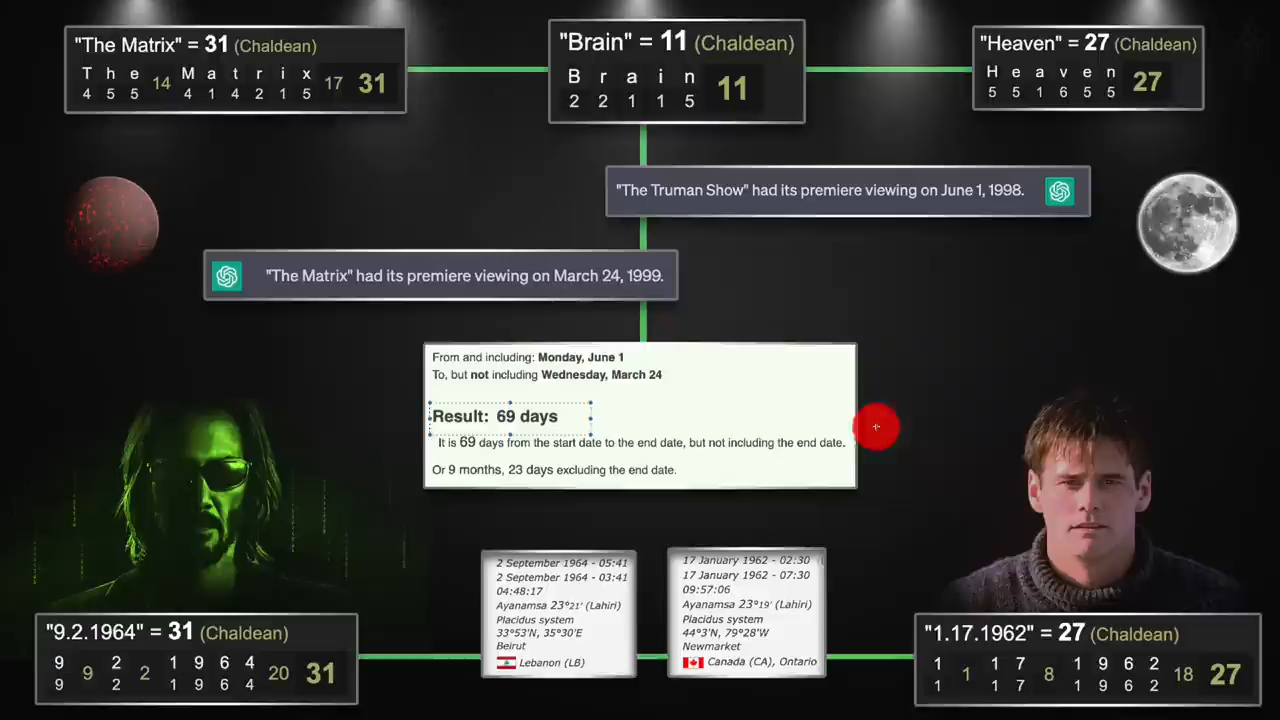 "The Matrix" = 31 (Chaldean)
T h e 14 M a t r i x 17 31
4 5 5 4 1 4 2 1 5
"Brain" = 11 (Chaldean)
B r a i n 11
2 2 1 1 5
"Heaven" = 27 (Chaldean)
H e a v e n 27
5 5 1 6 5 5
"The Truman Show" had its premiere viewing on June 1, 1998.
"The Matrix" had its premiere viewing on March 24, 1999.
From and including: Monday, June 1
To, but not including Wednesday, March 24
Result: 69 days
It is 69 days from the start date to the end date, but not including the end date.
Or 9 months, 23 days excluding the end date.
2 September 1964 - 05:41
2 September 1964 - 03:41
04:48:17
Ayanamsa 23°21' (Lahiri)
Placidus system
33°53'N, 35°30'E
Beirut
Lebanon (LB)
17 January 1962 - 02:30
17 January 1962 - 07:30
09:57:06
Ayanamsa 23°19' (Lahiri)
Placidus system
44°3'N, 79°28'W
Newmarket
Canada (CA), Ontario
"9.2.1964" = 31 (Chaldean)
9 9 2 2 1 9 6 4 20 31
9 2 1 9 6 4
"1.17.1962" = 27 (Chaldean)
1 1 1 7 8 1 9 6 2 18 27
1 1 7 1 9 6 2